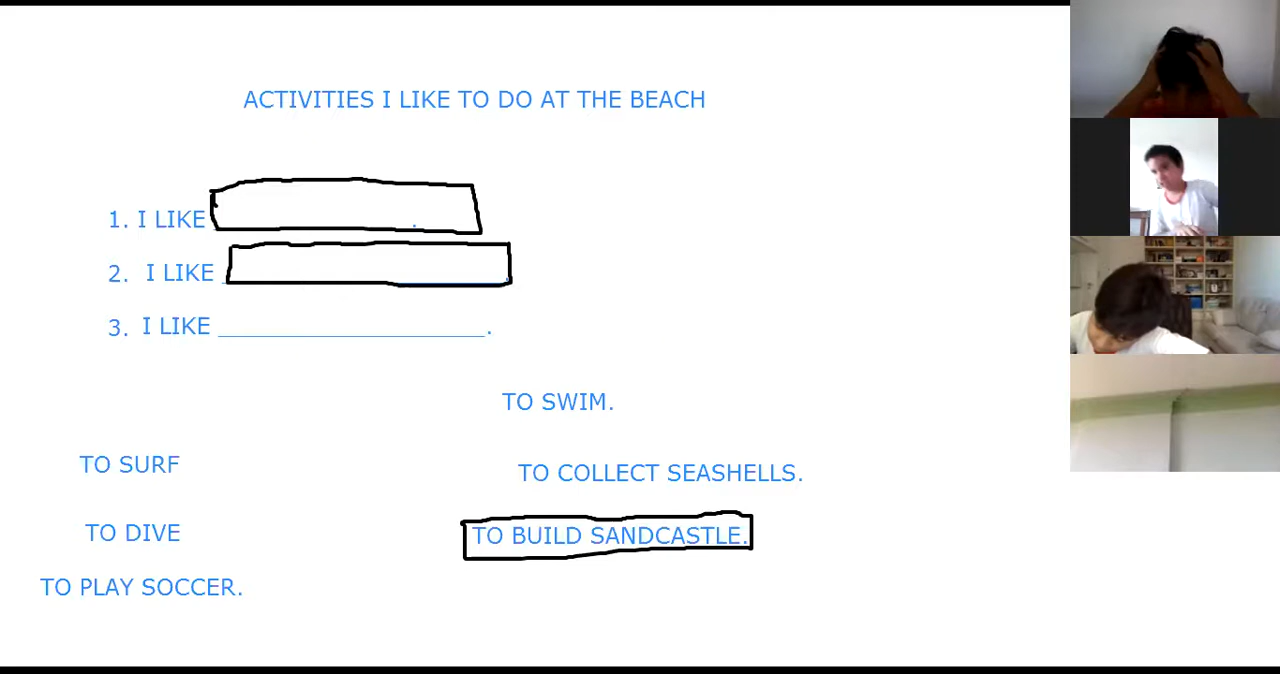 ACTIVITIES I LIKE TO DO AT THE BEACH
1. I LIKE .
2. I LIKE
3. I LIKE ______________________.
TO SWIM.
TO SURF
TO COLLECT SEASHELLS.
TO DIVE
TO BUILD SANDCASTLE.
TO PLAY SOCCER.